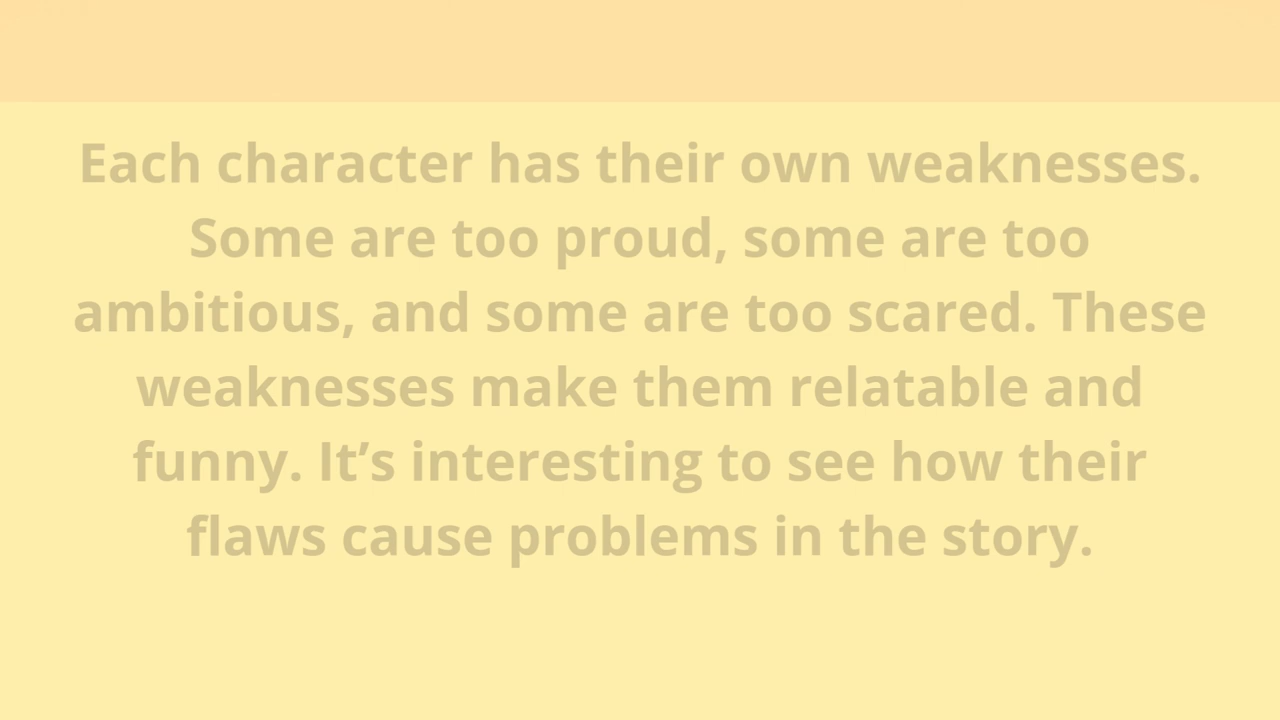 Each character has their own weaknesses.
Some are too proud, some are too
ambitious, and some are too scared. These
weaknesses make them relatable and
funny. It’s interesting to see how their
flaws cause problems in the story.